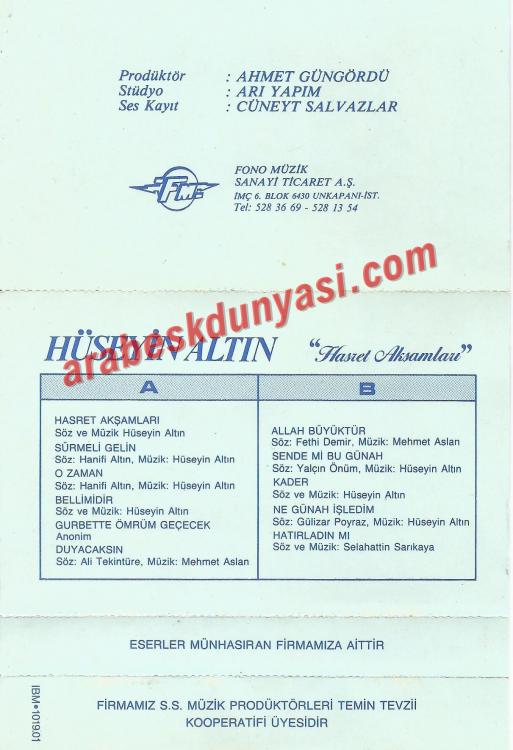 Prodüktör : AHMET GÜNGÖRDÜ
Stüdyo : ARI YAPIM
Ses Kayıt : CÜNEYT SALVAZLAR
FM
FONO MÜZİK
SANAYİ TİCARET A.Ş.
İMÇ 6. BLOK 6430 UNKAPANI-İST.
Tel: 528 36 69 - 528 13 54
arabeskdunyasi.com
HÜSEYİN ALTIN "Hasret Akşamları"
A
HASRET AKŞAMLARI
Söz ve Müzik Hüseyin Altın
SÜRMELİ GELİN
Söz: Hanifi Altın, Müzik: Hüseyin Altın
O ZAMAN
Söz: Hanifi Altın, Müzik: Hüseyin Altın
BELLİMİDİR
Söz ve Müzik: Hüseyin Altın
GURBETTE ÖMRÜM GEÇECEK
Anonim
DUYACAKSIN
Söz: Ali Tekintüre, Müzik: Mehmet Aslan
B
ALLAH BÜYÜKTÜR
Söz: Fethi Demir, Müzik: Mehmet Aslan
SENDE Mİ BU GÜNAH
Söz: Yalçın Önüm, Müzik: Hüseyin Altın
KADER
Söz ve Müzik: Hüseyin Altın
NE GÜNAH İŞLEDİM
Söz: Gülizar Poyraz, Müzik: Hüseyin Altın
HATIRLADIN MI
Söz ve Müzik: Selahattin Sarıkaya
ESERLER MÜNHASIRAN FİRMAMIZA AİTTİR
IBM•101901
FİRMAMIZ S.S. MÜZİK PRODÜKTÖRLERİ TEMİN TEVZİİ
KOOPERATİFİ ÜYESİDİR